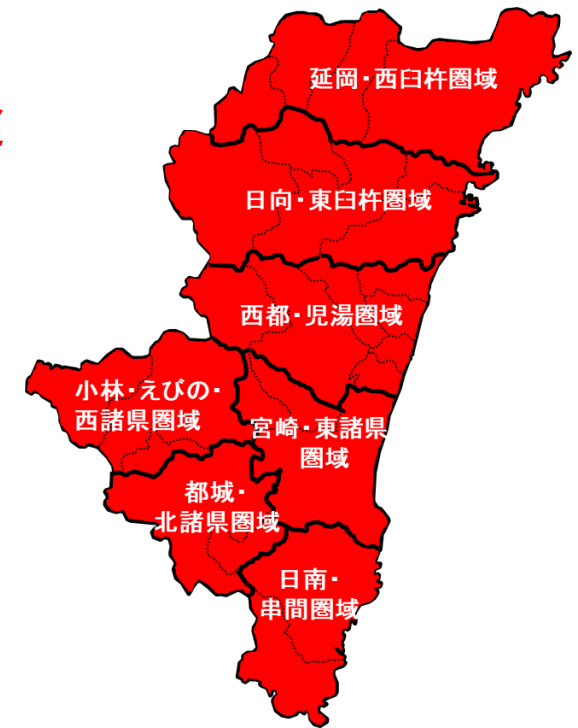 延岡・西臼杵圏域
日向・東臼杵圏域
西都・児湯圏域
小林・えびの・
西諸県圏域
宮崎・東諸県
圏域
都城・
北諸県圏域
日南・
串間圏域